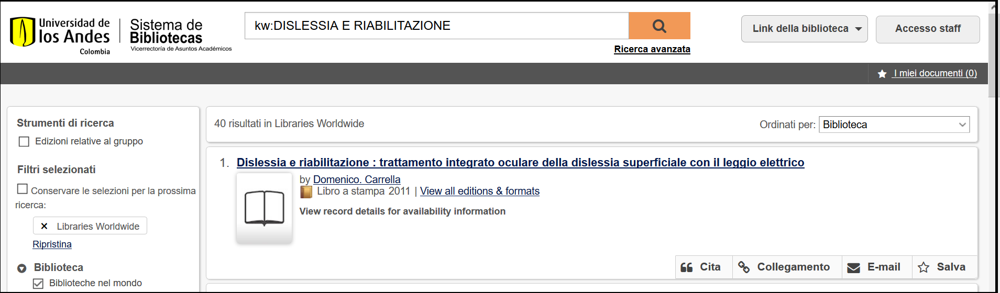 Universidad de
los Andes
Colombia
Sistema de
Bibliotecas
Vicerrectoría de Asuntos Académicos
kw:DISLESSIA E RIABILITAZIONE
Ricerca avanzata
Link della biblioteca
Accesso staff
I miei documenti (0)
Strumenti di ricerca
Edizioni relative al gruppo
Filtri selezionati
Conservare le selezioni per la prossima
ricerca:
Libraries Worldwide
Ripristina
Biblioteca
Biblioteche nel mondo
40 risultati in Libraries Worldwide
Ordinati per: Biblioteca
1. Dislessia e riabilitazione : trattamento integrato oculare della dislessia superficiale con il leggio elettrico
by Domenico. Carrella
Libro a stampa 2011 | View all editions & formats
View record details for availability information
Cita Collegamento E-mail Salva